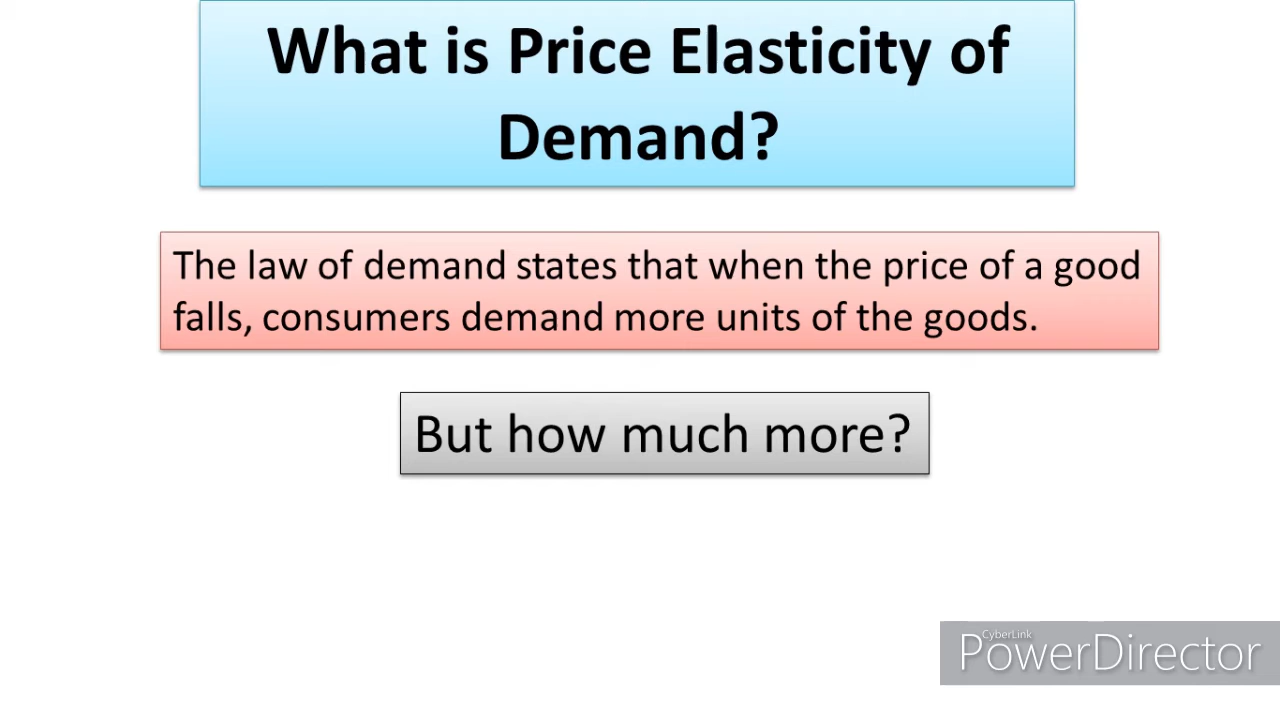 What is Price Elasticity of
Demand?
The law of demand states that when the price of a good
falls, consumers demand more units of the goods.
But how much more?
CyberLink
PowerDirector